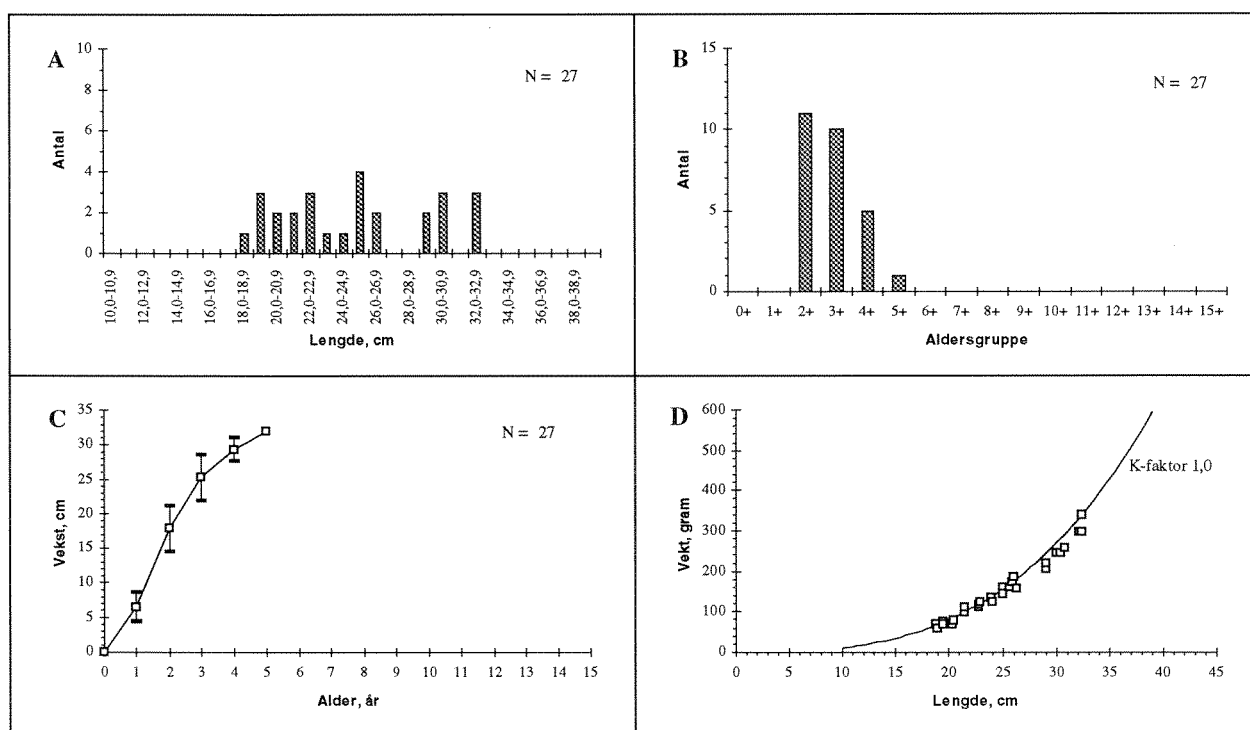 A
N = 27
Antal
10
8
6
4
2
0
10,0-10,9
12,0-12,9
14,0-14,9
16,0-16,9
18,0-18,9
20,0-20,9
22,0-22,9
24,0-24,9
26,0-26,9
28,0-28,9
30,0-30,9
32,0-32,9
34,0-34,9
36,0-36,9
38,0-38,9
Lengde, cm
B
N = 27
Antal
15
10
5
0
0+ 1+ 2+ 3+ 4+ 5+ 6+ 7+ 8+ 9+ 10+ 11+ 12+ 13+ 14+ 15+
Aldersgruppe
C
N = 27
Vekst, cm
35
30
25
20
15
10
5
0
0 1 2 3 4 5 6 7 8 9 10 11 12 13 14 15
Alder, år
D
K-faktor 1,0
Vekt, gram
600
500
400
300
200
100
0
0 5 10 15 20 25 30 35 40 45
Lengde, cm